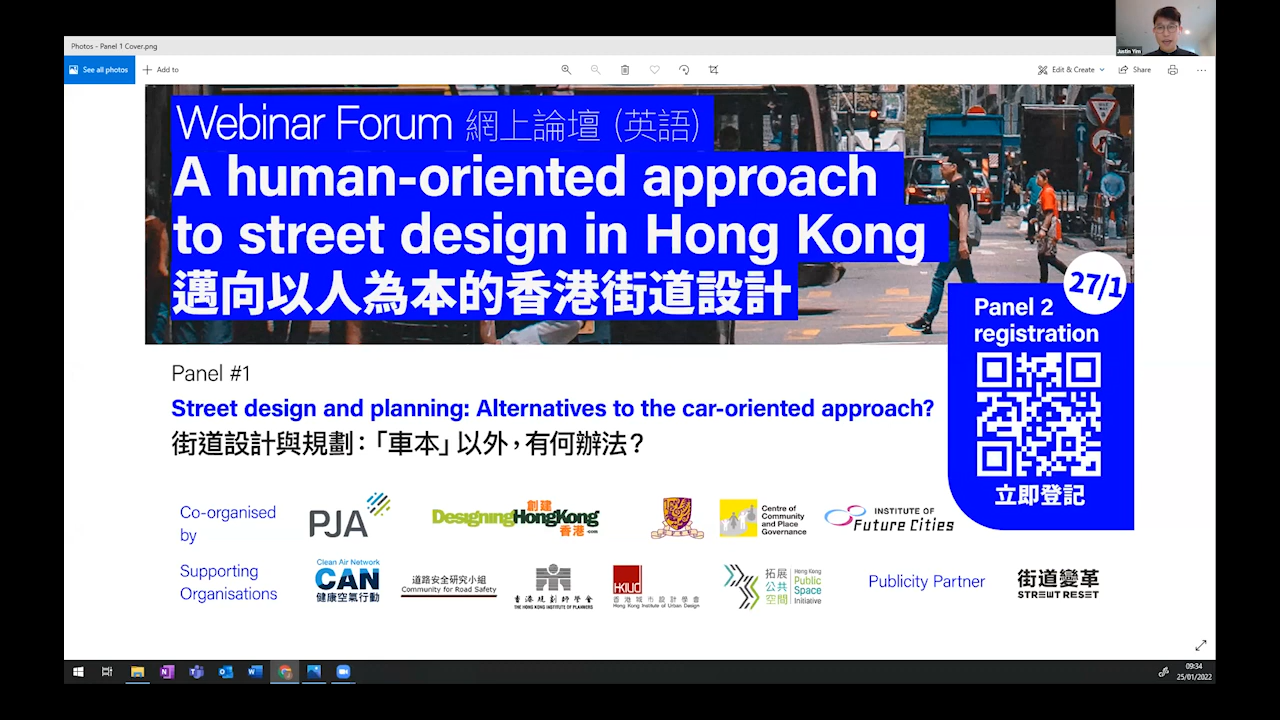 Photos - Panel 1 Cover.png
See all photos
Add to
Edit & Create
Share
Justin Yim
Webinar Forum 網上論壇 (英語)
A human-oriented approach
to street design in Hong Kong
邁向以人為本的香港街道設計
27/1
Panel 2
registration
立即登記
Panel #1
Street design and planning: Alternatives to the car-oriented approach?
街道設計與規劃：「車本」以外，有何辦法？
Co-organised
by
PJA
創建
DesigningHongKong
香港.com
Centre of
Community
and Place
Governance
INSTITUTE OF
Future Cities
Supporting
Organisations
Clean Air Network
CAN
健康空氣行動
道路安全研究小組
Community for Road Safety
香港規劃師學會
THE HONG KONG INSTITUTE OF PLANNERS
HKIUD
香港城市設計學會
Hong Kong Institute of Urban Design
拓展
公共
空間
Hong Kong
Public
Space
Initiative
Publicity Partner
街道變革
STREET RESET
09:34
25/01/2022